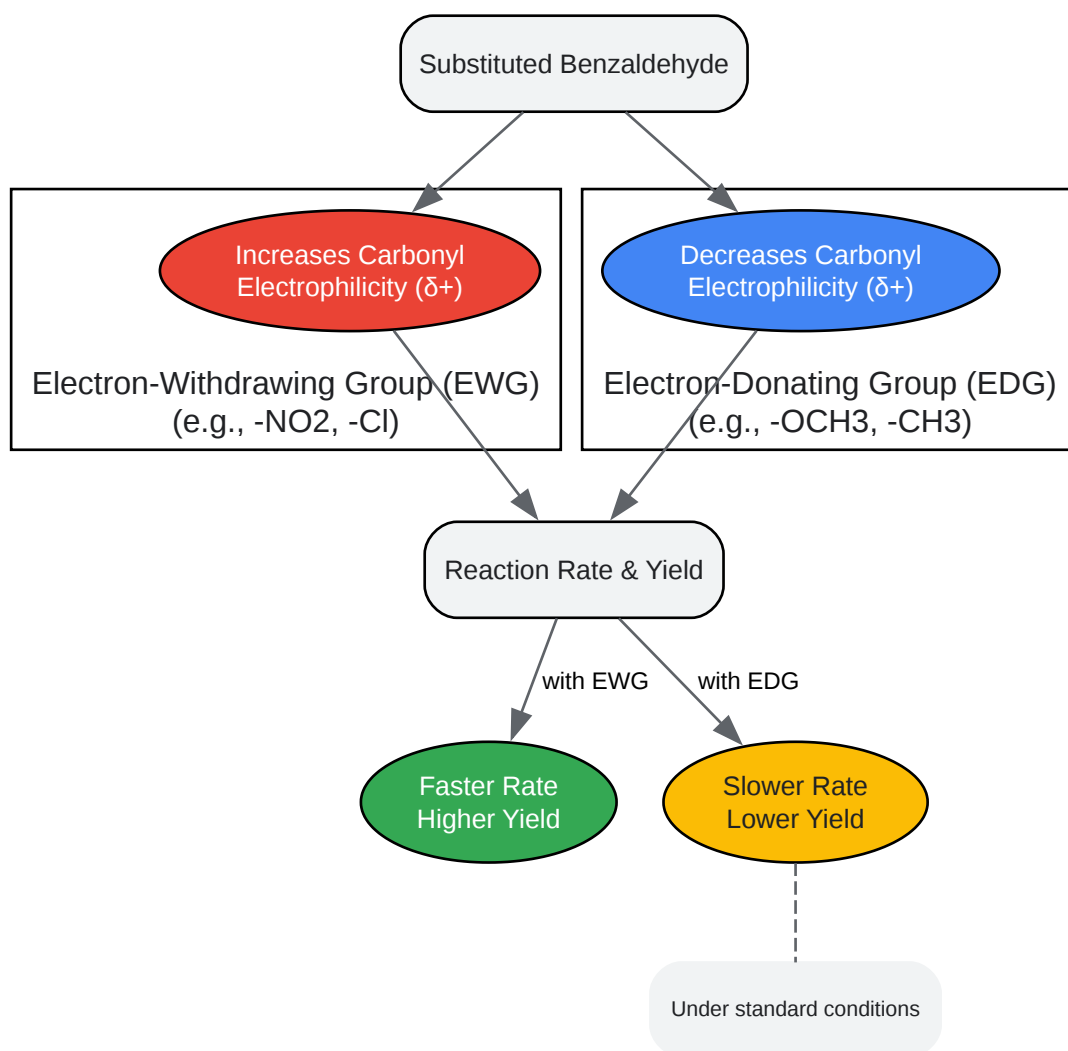 Substituted Benzaldehyde
Increases Carbonyl
Electrophilicity (δ+)
Electron-Withdrawing Group (EWG)
(e.g., -NO2, -Cl)
Decreases Carbonyl
Electrophilicity (δ+)
Electron-Donating Group (EDG)
(e.g., -OCH3, -CH3)
Reaction Rate & Yield
with EWG
with EDG
Faster Rate
Higher Yield
Slower Rate
Lower Yield
Under standard conditions